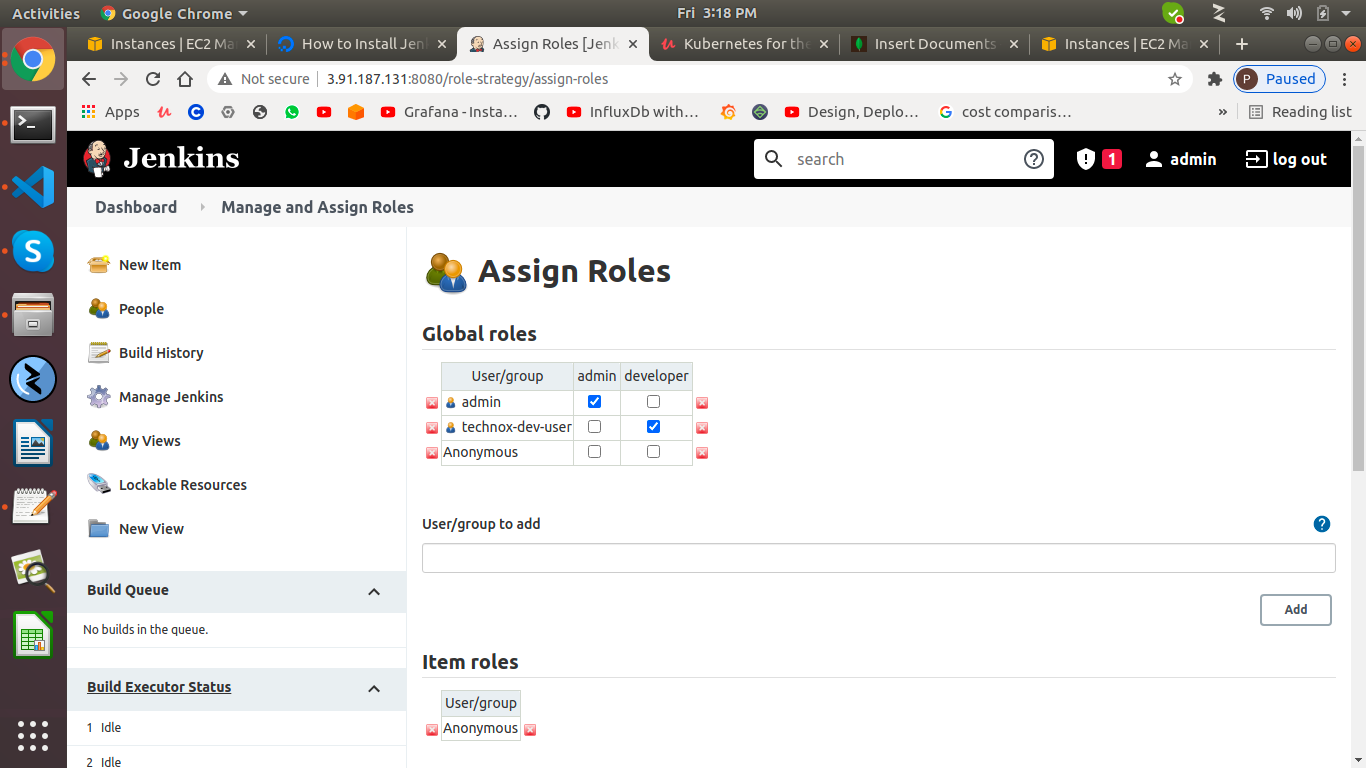 Activities Google Chrome Fri 3:18 PM
Instances | EC2 Ma How to Install Jen Assign Roles [Jenk Kubernetes for the Insert Documents Instances | EC2 Ma
Not secure 3.91.187.131:8080/role-strategy/assign-roles P Paused
Apps Grafana - Insta… InfluxDb with… Design, Deplo… cost comparis… » Reading list
Jenkins search 1 admin log out
Dashboard Manage and Assign Roles
New Item
People
Build History
Manage Jenkins
My Views
Lockable Resources
New View
Build Queue
No builds in the queue.
Build Executor Status
1 Idle
2 Idle
Assign Roles
Global roles
User/group admin developer
admin
technox-dev-user
Anonymous
User/group to add
Add
Item roles
User/group
Anonymous